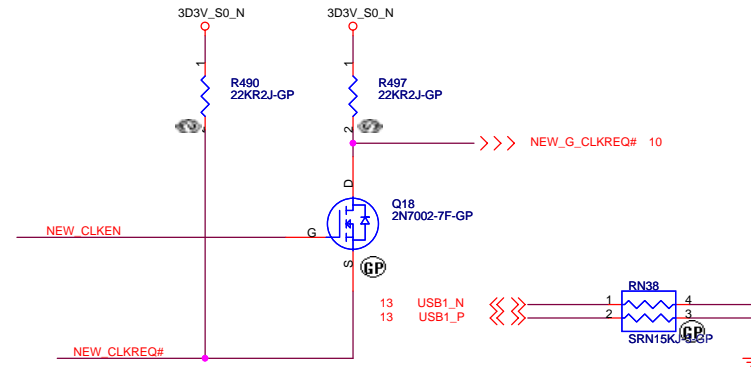 3D3V_S0_N
3D3V_S0_N
1
1
R490
22KR2J-GP
R497
22KR2J-GP
2
NEW_G_CLKREQ# 10
D
Q18
2N7002-7F-GP
NEW_CLKEN
G
S
GP
RN38
13 USB1_N
1
4
13 USB1_P
2
3
GP
NEW_CLKREQ#